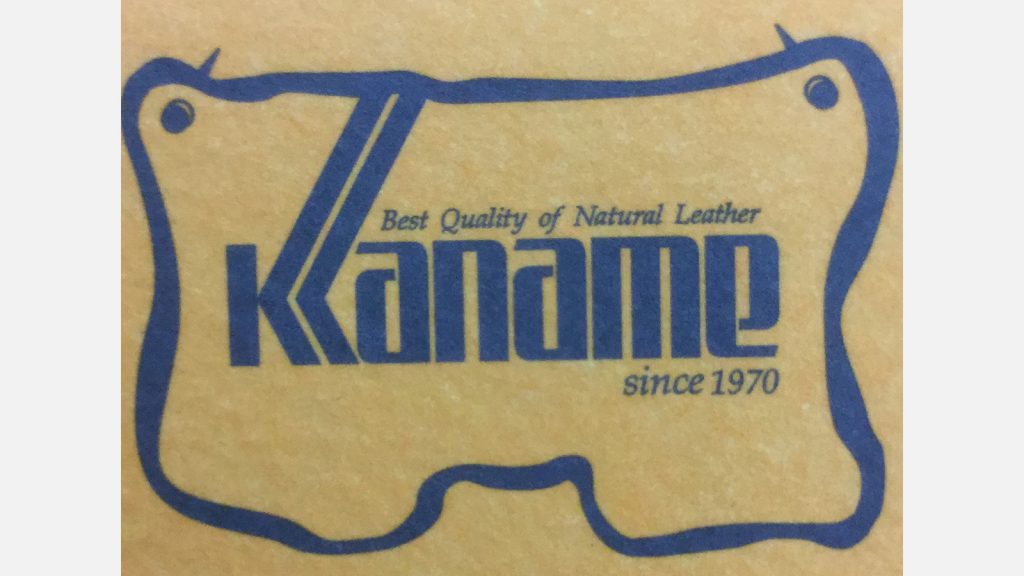 Best Quality of Natural Leather
Kaname
since 1970